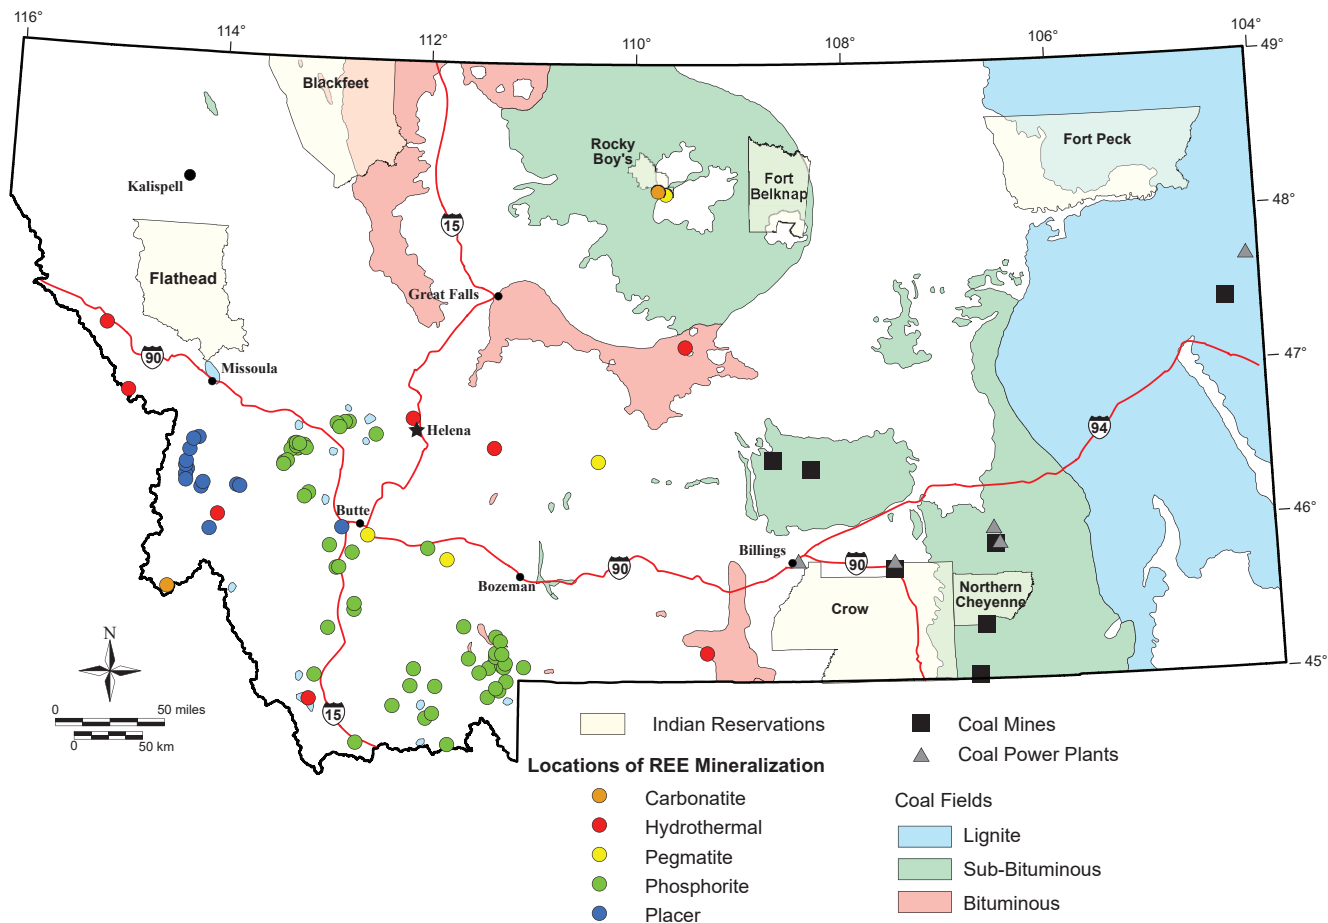 116°
114°
112°
110°
108°
106°
104°
49°
Blackfeet
Rocky
Boy's
Fort
Belknap
Fort Peck
48°
Kalispell
15
Flathead
Great Falls
47°
90
Missoula
94
Helena
46°
Butte
Billings
90
90
Bozeman
Northern
Cheyenne
Crow
45°
N
0 50 miles
0 50 km
15
Indian Reservations
Coal Mines
Coal Power Plants
Locations of REE Mineralization
Carbonatite
Hydrothermal
Pegmatite
Phosphorite
Placer
Coal Fields
Lignite
Sub-Bituminous
Bituminous